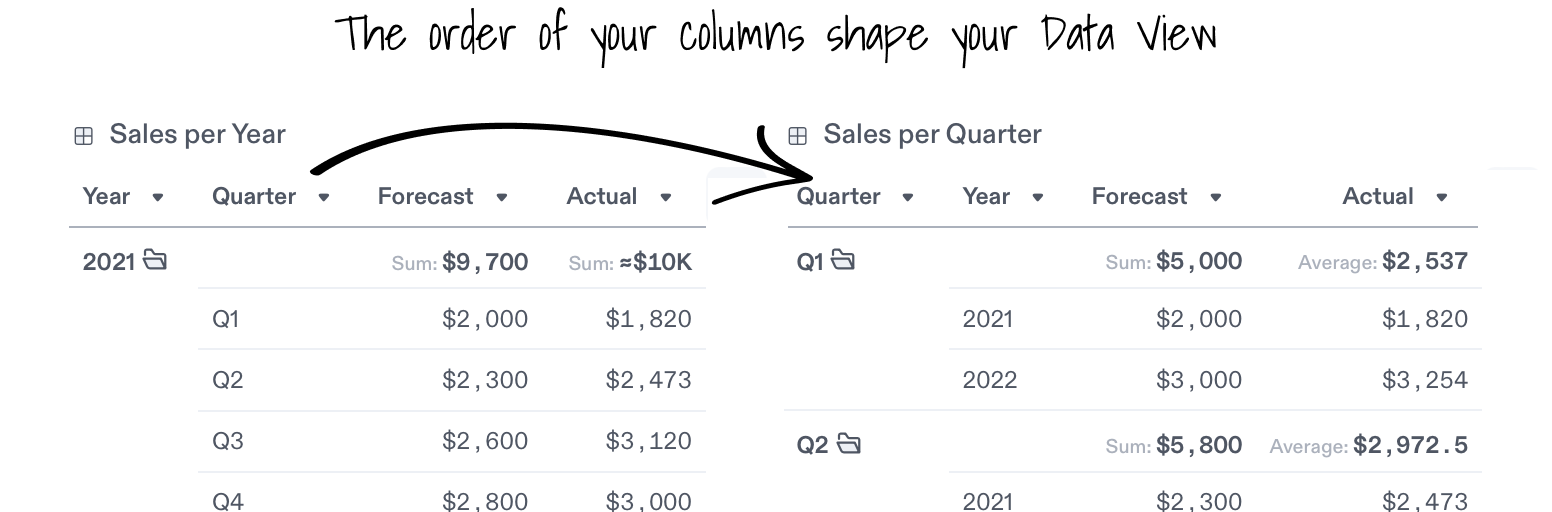 The order of your columns shape your Data View
Sales per Year
Year Quarter Forecast Actual
2021 Sum: $9,700 Sum: ≈$10K
Q1 $2,000 $1,820
Q2 $2,300 $2,473
Q3 $2,600 $3,120
Q4 $2,800 $3,000
Sales per Quarter
Quarter Year Forecast Actual
Q1 Sum: $5,000 Average: $2,537
2021 $2,000 $1,820
2022 $3,000 $3,254
Q2 Sum: $5,800 Average: $2,972.5
2021 $2,300 $2,473